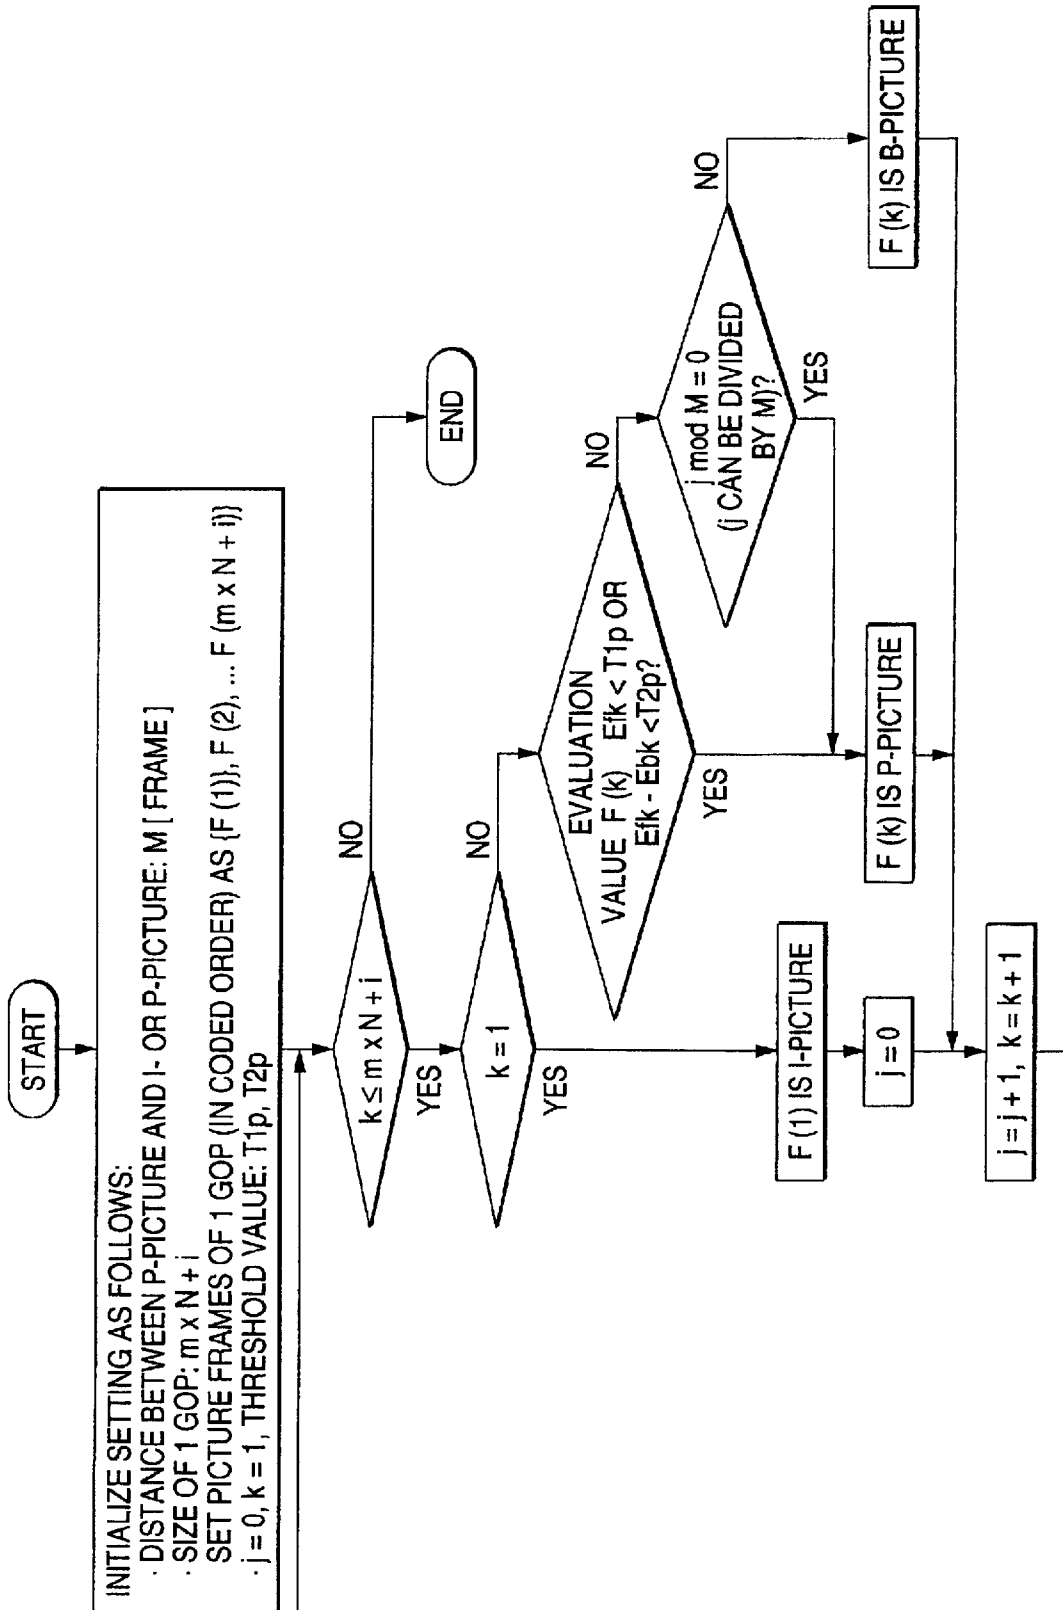 START
INITIALIZE SETTING AS FOLLOWS:
· DISTANCE BETWEEN P-PICTURE AND I- OR P-PICTURE: M [ FRAME ]
· SIZE OF 1 GOP: m x N + i
SET PICTURE FRAMES OF 1 GOP (IN CODED ORDER) AS {F (1)}, F (2), ... F (m x N + i)}
· j = 0, k = 1, THRESHOLD VALUE: T1p, T2p
k ≤ m x N + i
NO
YES
END
k = 1
NO
YES
EVALUATION
VALUE F (k) Efk < T1p OR
Efk - Ebk <T2p?
NO
YES
j mod M = 0
(j CAN BE DIVIDED
BY M)?
NO
YES
F (1) IS I-PICTURE
F (k) IS P-PICTURE
F (k) IS B-PICTURE
j = 0
j = j + 1, k = k + 1